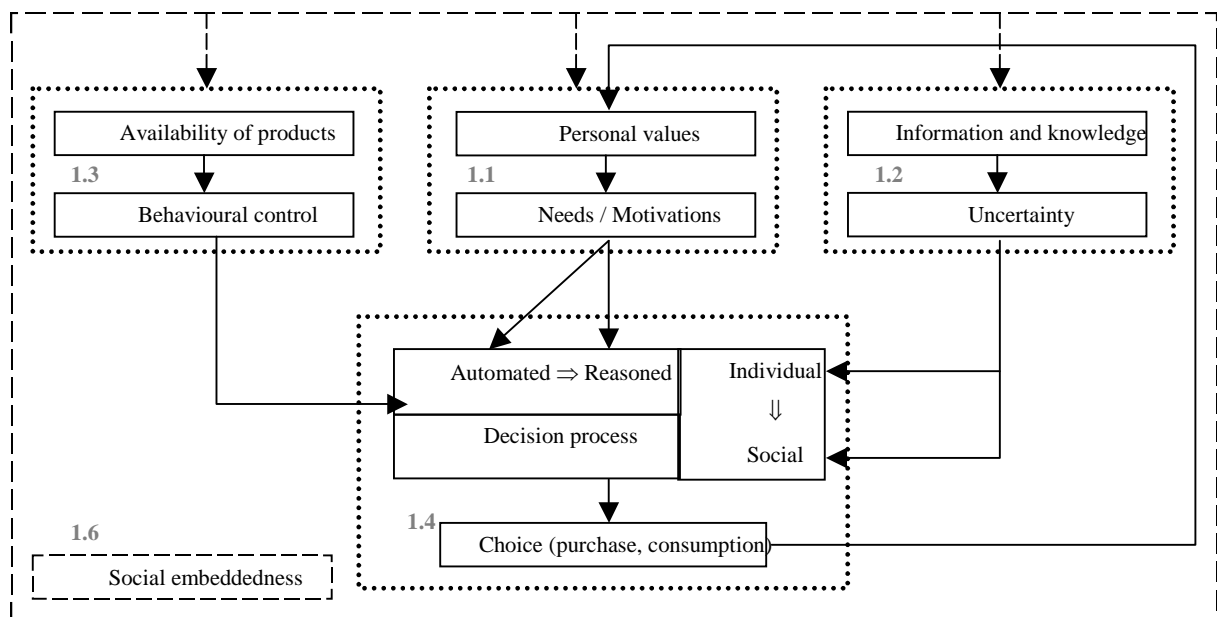 Availability of products
1.3
Behavioural control
Personal values
1.1
Needs / Motivations
Information and knowledge
1.2
Uncertainty
Automated ⇒ Reasoned
Decision process
Individual
⇓
Social
1.4
Choice (purchase, consumption)
1.6
Social embeddedness